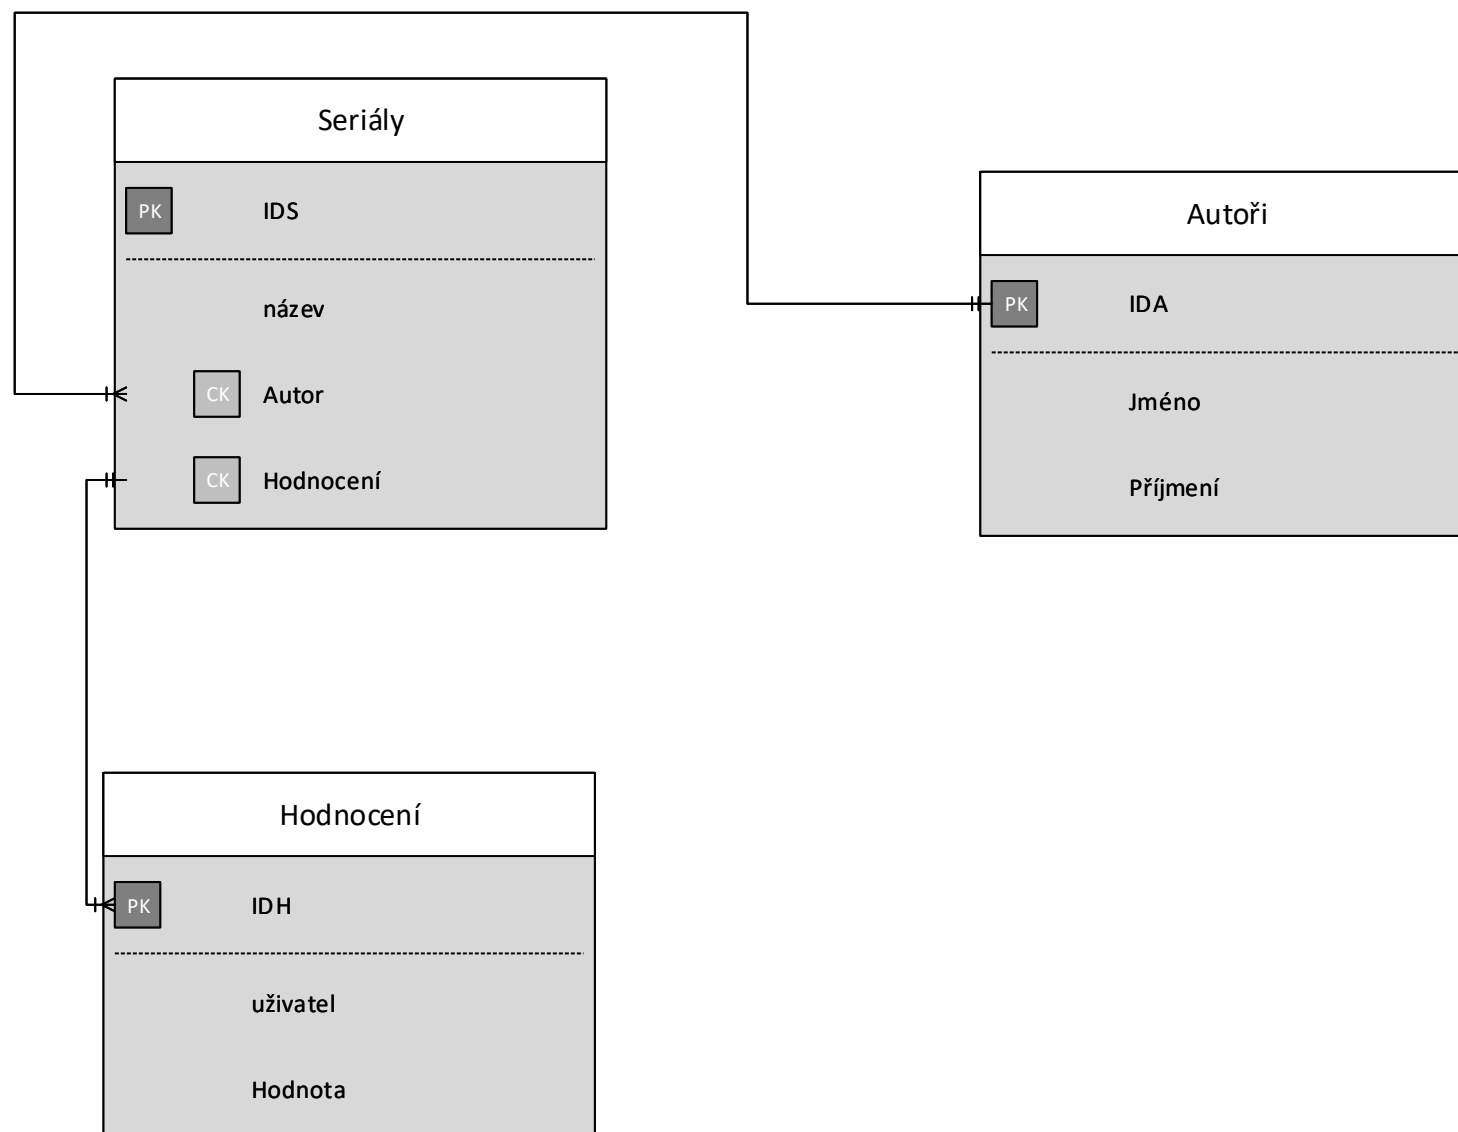 Seriály
PK IDS
název
CK Autor
CK Hodnocení
Autoři
PK IDA
Jméno
Příjmení
Hodnocení
PK IDH
uživatel
Hodnota